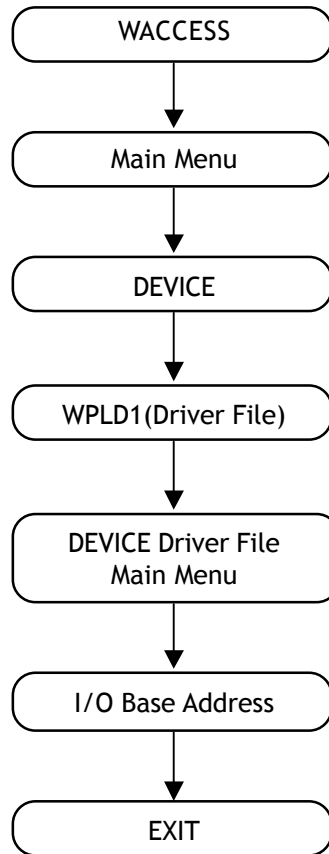 WACCESS
Main Menu
DEVICE
WPLD1(Driver File)
DEVICE Driver File
Main Menu
I/O Base Address
EXIT